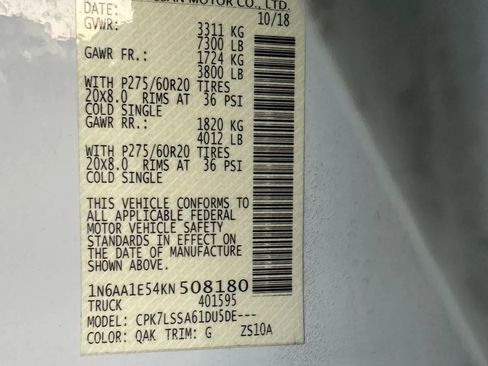 MOTOR CO., LTD.
DATE: 10/18
GVWR: 3311 KG
7300 LB
GAWR FR.: 1724 KG
3800 LB
WITH P275/60R20 TIRES
20X8.0 RIMS AT 36 PSI
COLD SINGLE
GAWR RR.: 1820 KG
4012 LB
WITH P275/60R20 TIRES
20X8.0 RIMS AT 36 PSI
COLD SINGLE
THIS VEHICLE CONFORMS TO
ALL APPLICABLE FEDERAL
MOTOR VEHICLE SAFETY
STANDARDS IN EFFECT ON
THE DATE OF MANUFACTURE
SHOWN ABOVE.
1N6AA1E54KN508180
TRUCK 401595
MODEL: CPK7LSSA61DU5DE---
COLOR: QAK TRIM: G ZS10A